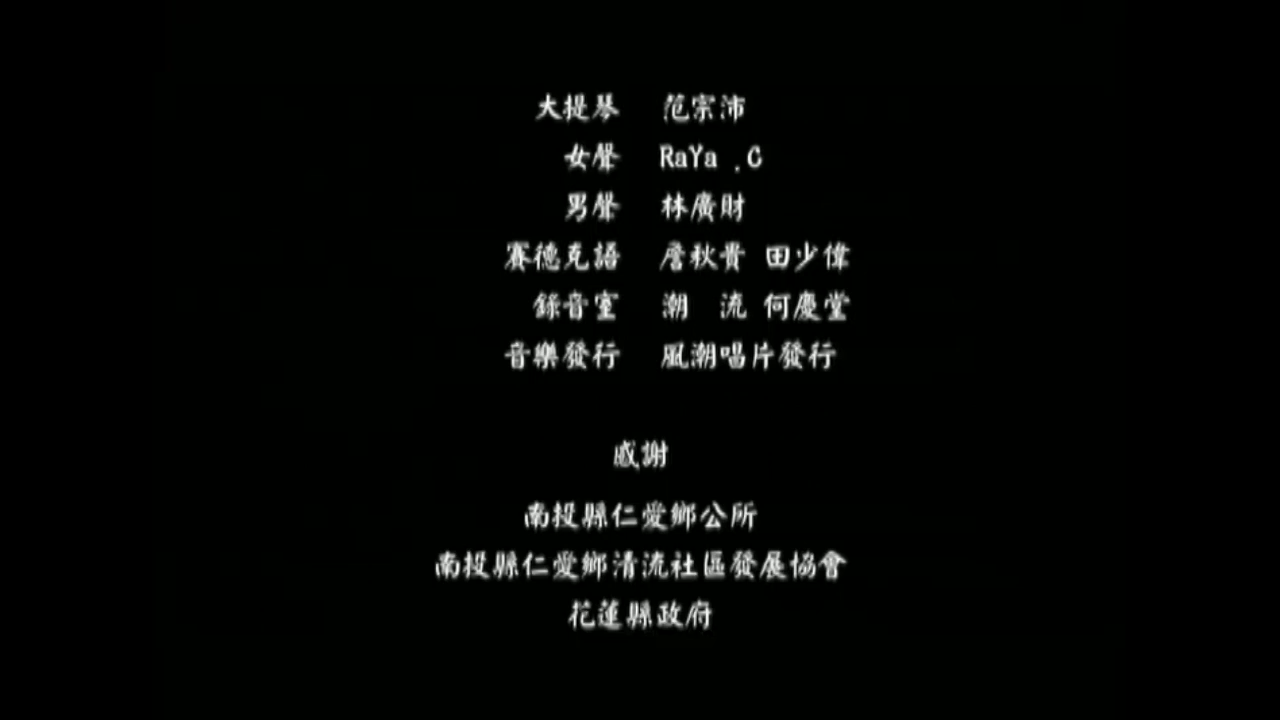 大提琴 范宗沛
女聲 RaYa .C
男聲 林廣財
賽德克語 詹秋貴 田少偉
錄音室 潮 流 何慶堂
音樂發行 風潮唱片發行
感謝
南投縣仁愛鄉公所
南投縣仁愛鄉清流社區發展協會
花蓮縣政府